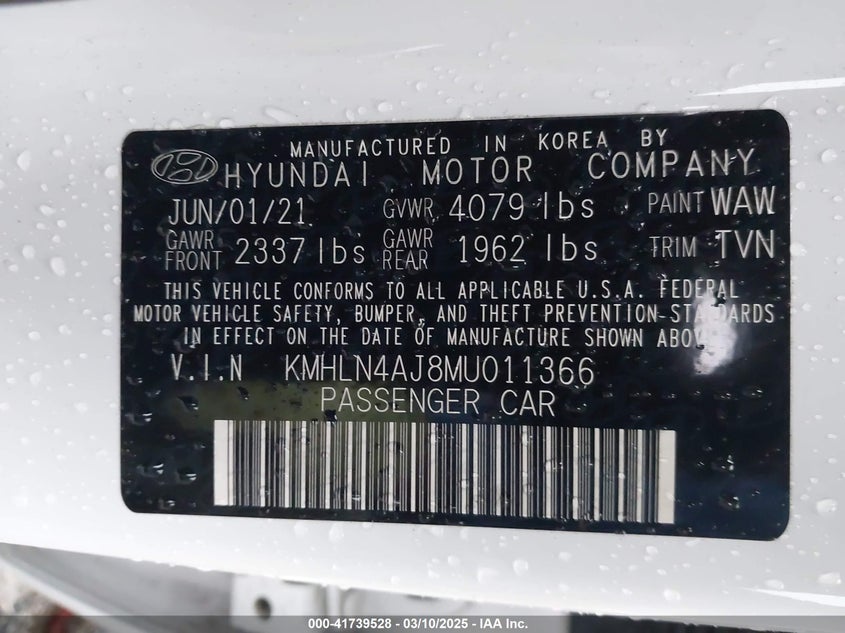 MANUFACTURED IN KOREA BY
HYUNDAI MOTOR COMPANY
JUN/01/21 GVWR 4079 lbs PAINT WAW
GAWR FRONT 2337 lbs GAWR REAR 1962 lbs TRIM TVN
THIS VEHICLE CONFORMS TO ALL APPLICABLE U.S.A. FEDERAL
MOTOR VEHICLE SAFETY, BUMPER, AND THEFT PREVENTION-STANDARDS
IN EFFECT ON THE DATE OF MANUFACTURE SHOWN ABOVE
V.I.N KMHLN4AJ8MU011366
PASSENGER CAR
000-41739528 - 03/10/2025 - IAA Inc.